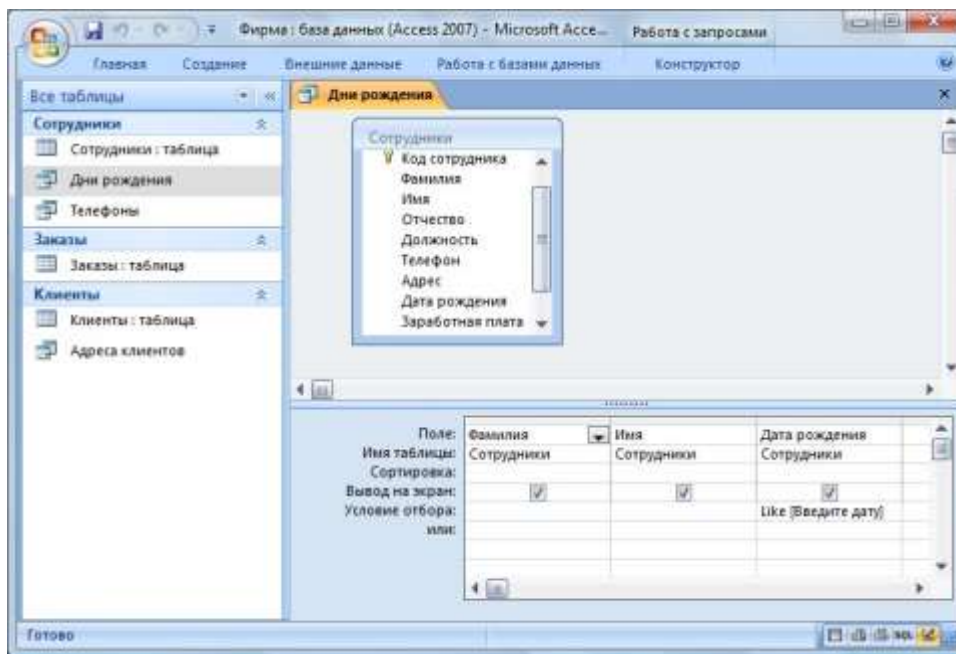 Фирма : база данных (Access 2007) - Microsoft Acce...
Работа с запросами
Главная Создание Внешние данные Работа с базами данных Конструктор
Все таблицы
Дни рождения
Сотрудники
Сотрудники : таблица
Дни рождения
Телефоны
Заказы
Заказы : таблица
Клиенты
Клиенты : таблица
Адреса клиентов
Сотрудники
Код сотрудника
Фамилия
Имя
Отчество
Должность
Телефон
Адрес
Дата рождения
Заработная плата
Поле: Фамилия Имя Дата рождения
Имя таблицы: Сотрудники Сотрудники Сотрудники
Сортировка:
Вывод на экран:
Условие отбора: Like [Введите дату]
или:
Готово
SQL